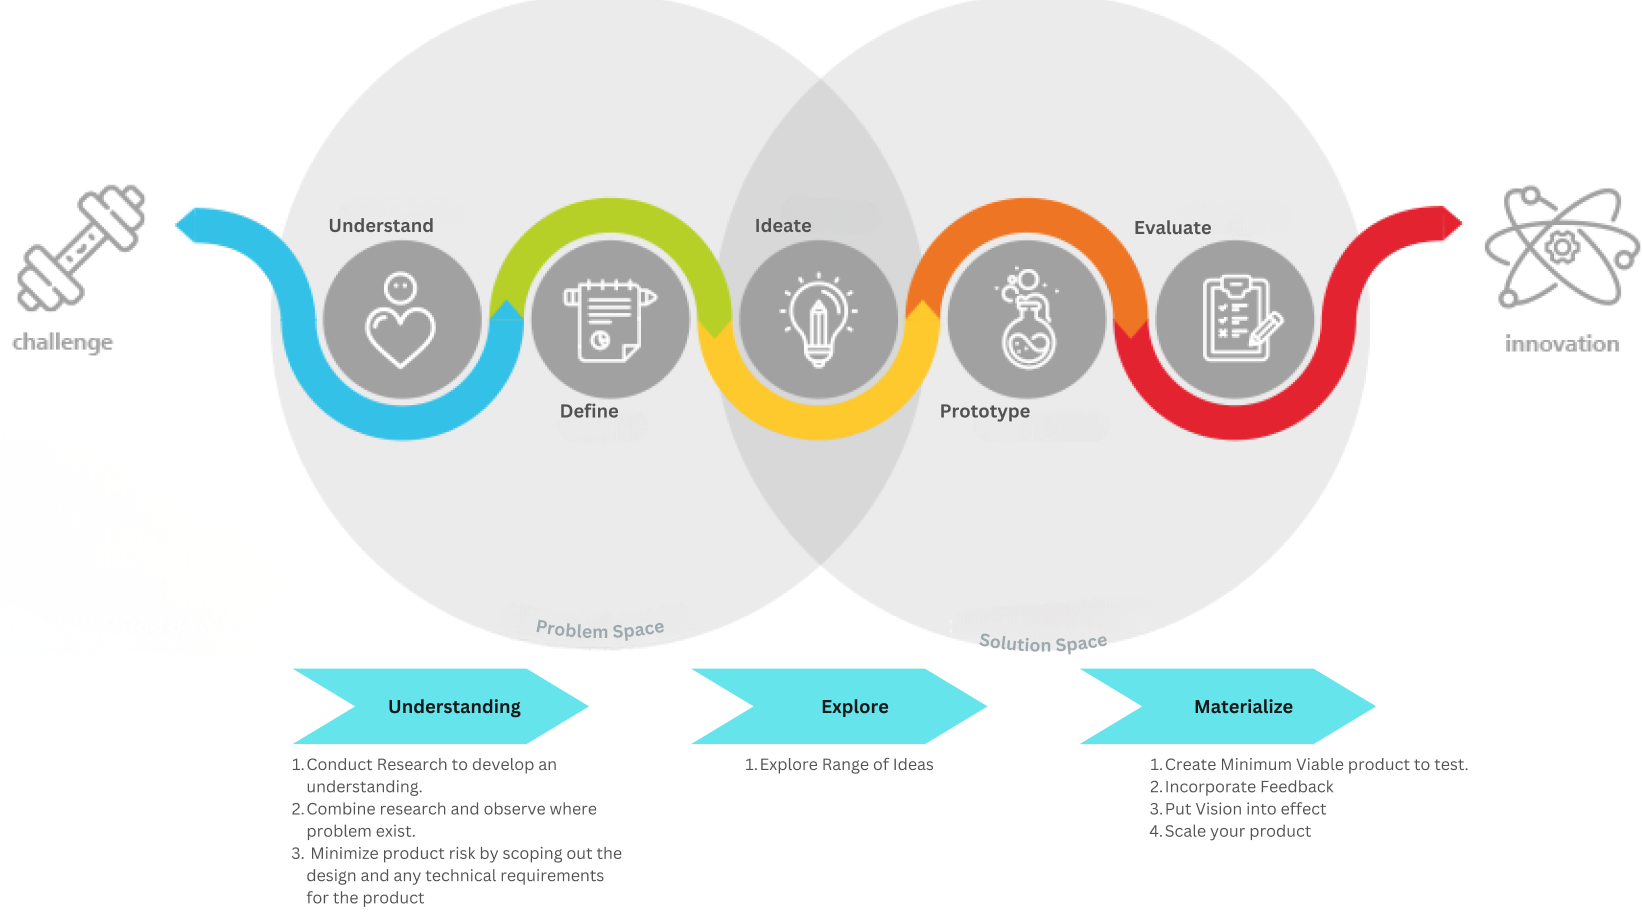 Understand
Ideate
Evaluate
challenge
innovation
Define
Prototype
Problem Space
Solution Space
Understanding
Explore
Materialize
1. Conduct Research to develop an
understanding.
2. Combine research and observe where
problem exist.
3. Minimize product risk by scoping out the
design and any technical requirements
for the product
1. Explore Range of Ideas
1. Create Minimum Viable product to test.
2. Incorporate Feedback
3. Put Vision into effect
4. Scale your product